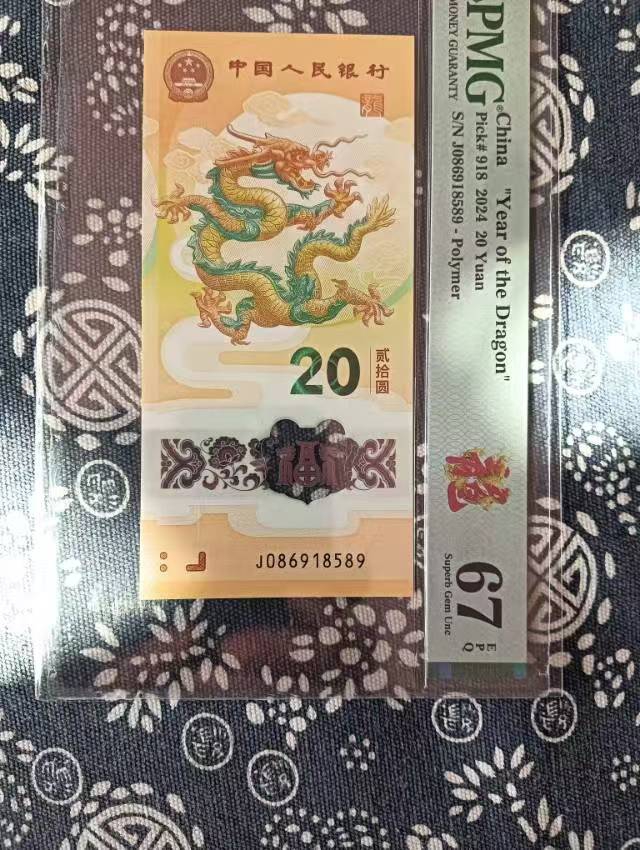 中国人民银行
20
贰拾圆
J086918589
PMG®
MONEY GUARANTY
China "Year of the Dragon"
Pick# 918 2024 20 Yuan
S/N J086918589 - Polymer
龍
67 EPQ
Superb Gem Unc